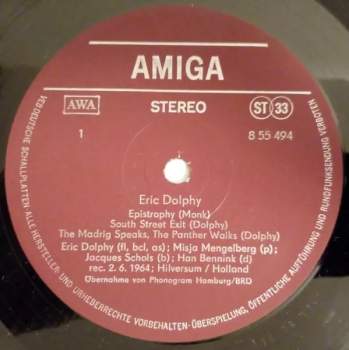 AMIGA
AWA
STEREO
ST 33
1
8 55 494
Eric Dolphy
Epistrophy (Monk)
South Street Exit (Dolphy)
The Madrig Speaks, The Panther Walks (Dolphy)
Eric Dolphy (fl, bcl, as); Misja Mengelberg (p);
Jacques Schols (b); Han Bennink (d)
rec. 2. 6. 1964; Hilversum / Holland
Übernahme von Phonogram Hamburg/BRD
VEB DEUTSCHE SCHALLPLATTEN · ALLE HERSTELLER- UND URHEBERRECHTE VORBEHALTEN · ÜBERSPIELUNG, ÖFFENTLICHE AUFFÜHRUNG UND RUNDFUNKSENDUNG VERBOTEN